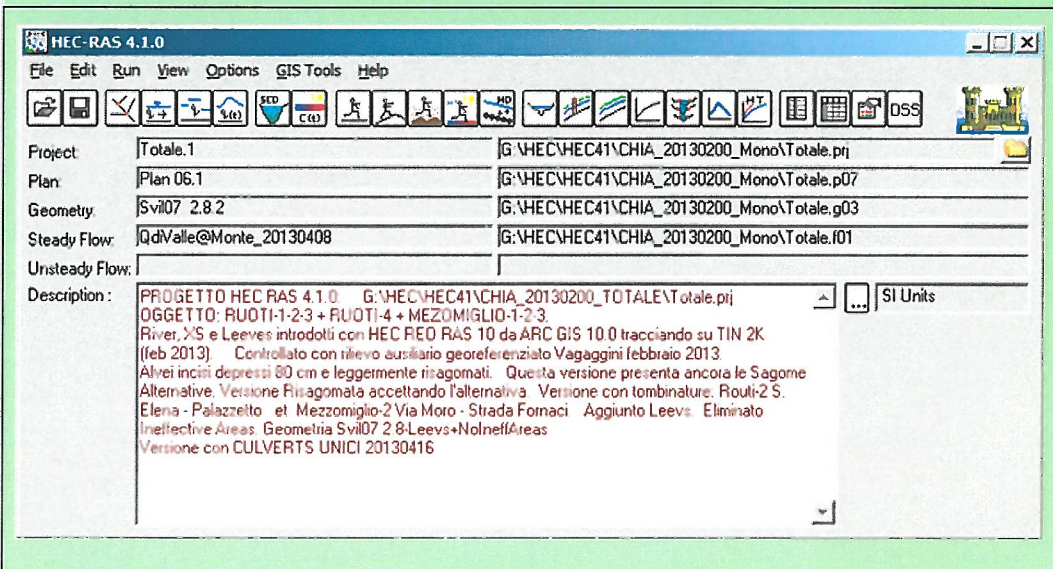 HEC-RAS 4.1.0
File Edit Run View Options GIS Tools Help
SED C(t) HD HT DSS
Project: Totale.1 G:\HEC\HEC41\CHIA_20130200_Mono\Totale.prj
Plan: Plan 06.1 G:\HEC\HEC41\CHIA_20130200_Mono\Totale.p07
Geometry: Svil07 2.8.2 G:\HEC\HEC41\CHIA_20130200_Mono\Totale.g03
Steady Flow: QdiValle@Monte_20130408 G:\HEC\HEC41\CHIA_20130200_Mono\Totale.f01
Unsteady Flow:
Description : PROGETTO HEC RAS 4.1.0. G:\HEC\HEC41\CHIA_20130200_TOTALE\Totale.prj ... SI Units
OGGETTO: RUOTI-1-2-3 + RUOTI-4 + MEZOMIGLIO-1-2-3.
River, XS e Leeves introdotti con HEC REO RAS 10 da ARC GIS 10.0 tracciando su TIN 2K
(feb 2013). Controllato con rilievo ausiliario georeferenziato Vagaggini febbraio 2013.
Alvei incisi depressi 80 cm e leggermente risagomati. Questa versione presenta ancora le Sagome
Alternative. Versione Risagomata accettando l'alternativa. Versione con tombinature: Routi-2 S.
Elena - Palazzetto et Mezzomiglio-2 Via Moro - Strada Fornaci Aggiunto Leevs. Eliminato
Ineffective Areas. Geometria Svil07 2.8-Leevs+NoIneffAreas
Versione con CULVERTS UNICI 20130416